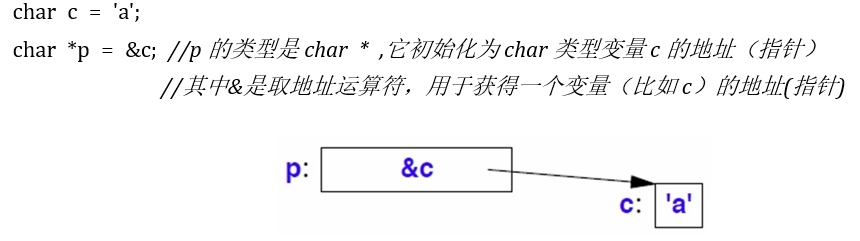 char c = 'a';
char *p = &c; //p 的类型是 char * ,它初始化为 char 类型变量 c 的地址（指针）
//其中&是取地址运算符，用于获得一个变量（比如 c）的地址(指针)
p: &c
c: 'a'